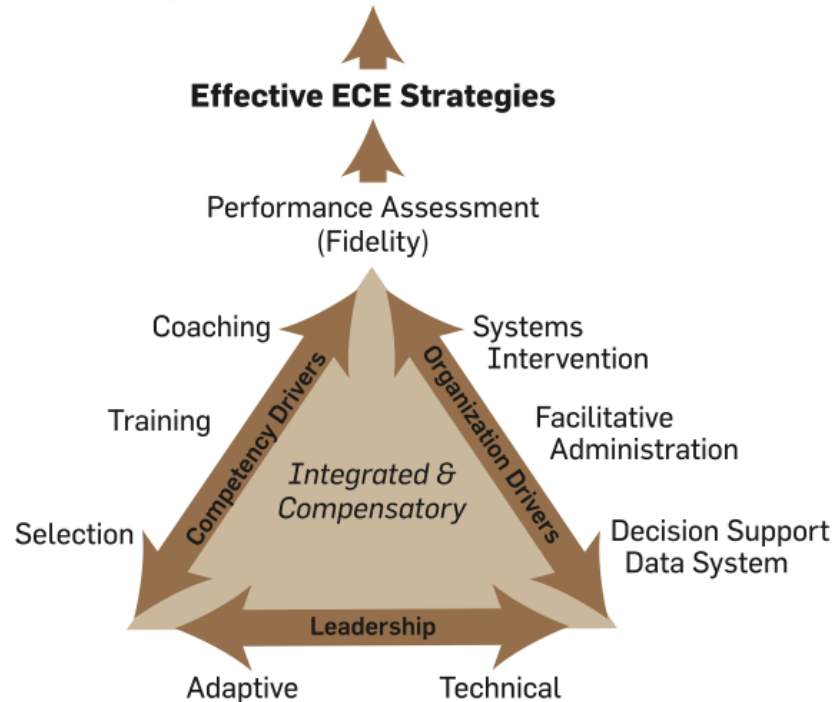 Effective ECE Strategies
Performance Assessment
(Fidelity)
Coaching
Systems
Intervention
Training
Facilitative
Administration
Competency Drivers
Organization Drivers
Integrated &
Compensatory
Selection
Decision Support
Data System
Leadership
Adaptive
Technical